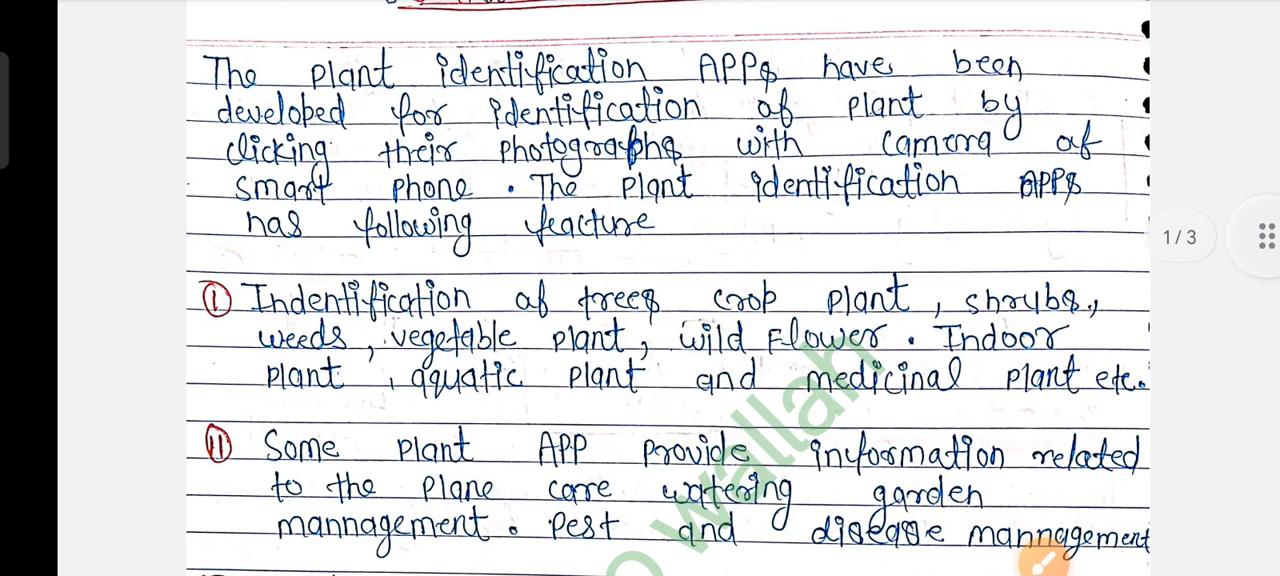 The plant identification APPs have been
developed for identification of plant by
clicking their photographs with camera of
smart phone . The plant identification APPs
has following feacture
(i) Indentification of trees crop plant , shrubs,
weeds , vegetable plant , wild Flower . Indoor
plant , aquatic plant and medicinal plant etc.
(ii) Some plant APP provide information related
to the plane care watering garden
mannagement . pest and disease mannagement
wallah
1/3